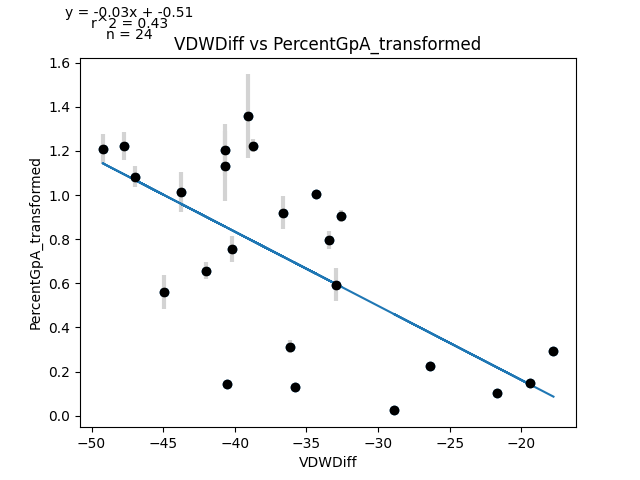 y = -0.03x + -0.51
r^2 = 0.43
n = 24
VDWDiff vs PercentGpA_transformed
1.6
1.4
1.2
1.0
0.8
0.6
0.4
0.2
0.0
PercentGpA_transformed
−50 −45 −40 −35 −30 −25 −20
VDWDiff